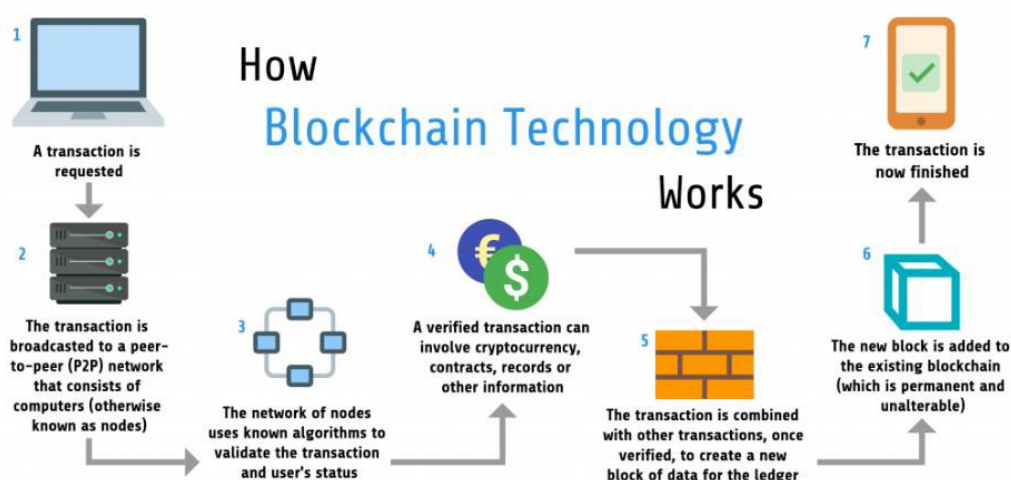 How
Blockchain Technology
Works
1
A transaction is
requested
2
The transaction is
broadcasted to a peer-
to-peer (P2P) network
that consists of
computers (otherwise
known as nodes)
3
The network of nodes
uses known algorithms to
validate the transaction
and user's status
4
€
$
A verified transaction can
involve cryptocurrency,
contracts, records or
other information
5
The transaction is combined
with other transactions, once
verified, to create a new
block of data for the ledger
6
The new block is added to
the existing blockchain
(which is permanent and
unalterable)
7
The transaction is
now finished